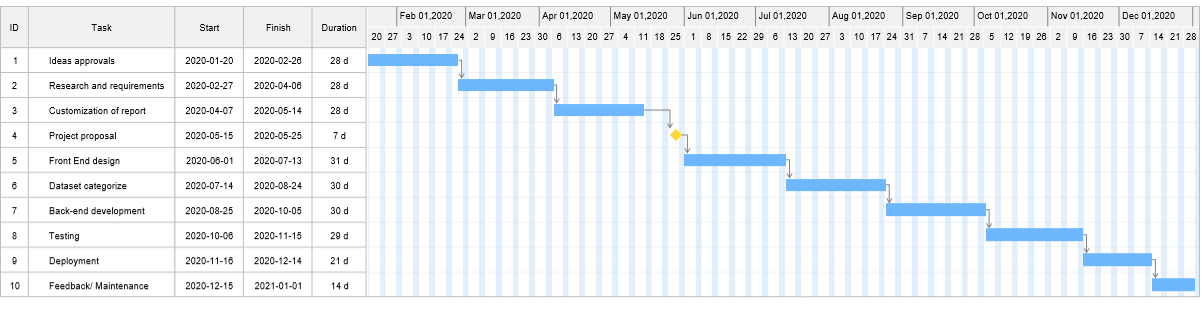 ID Task Start Finish Duration Feb 01,2020 Mar 01,2020 Apr 01,2020 May 01,2020 Jun 01,2020 Jul 01,2020 Aug 01,2020 Sep 01,2020 Oct 01,2020 Nov 01,2020 Dec 01,2020
20 27 3 10 17 24 2 9 16 23 30 6 13 20 27 4 11 18 25 1 8 15 22 29 6 13 20 27 3 10 17 24 31 7 14 21 28 5 12 19 26 2 9 16 23 30 7 14 21 28
1 Ideas approvals 2020-01-20 2020-02-26 28 d
2 Research and requirements 2020-02-27 2020-04-06 28 d
3 Customization of report 2020-04-07 2020-05-14 28 d
4 Project proposal 2020-05-15 2020-05-25 7 d
5 Front End design 2020-06-01 2020-07-13 31 d
6 Dataset categorize 2020-07-14 2020-08-24 30 d
7 Back-end development 2020-08-25 2020-10-05 30 d
8 Testing 2020-10-06 2020-11-15 29 d
9 Deployment 2020-11-16 2020-12-14 21 d
10 Feedback/ Maintenance 2020-12-15 2021-01-01 14 d